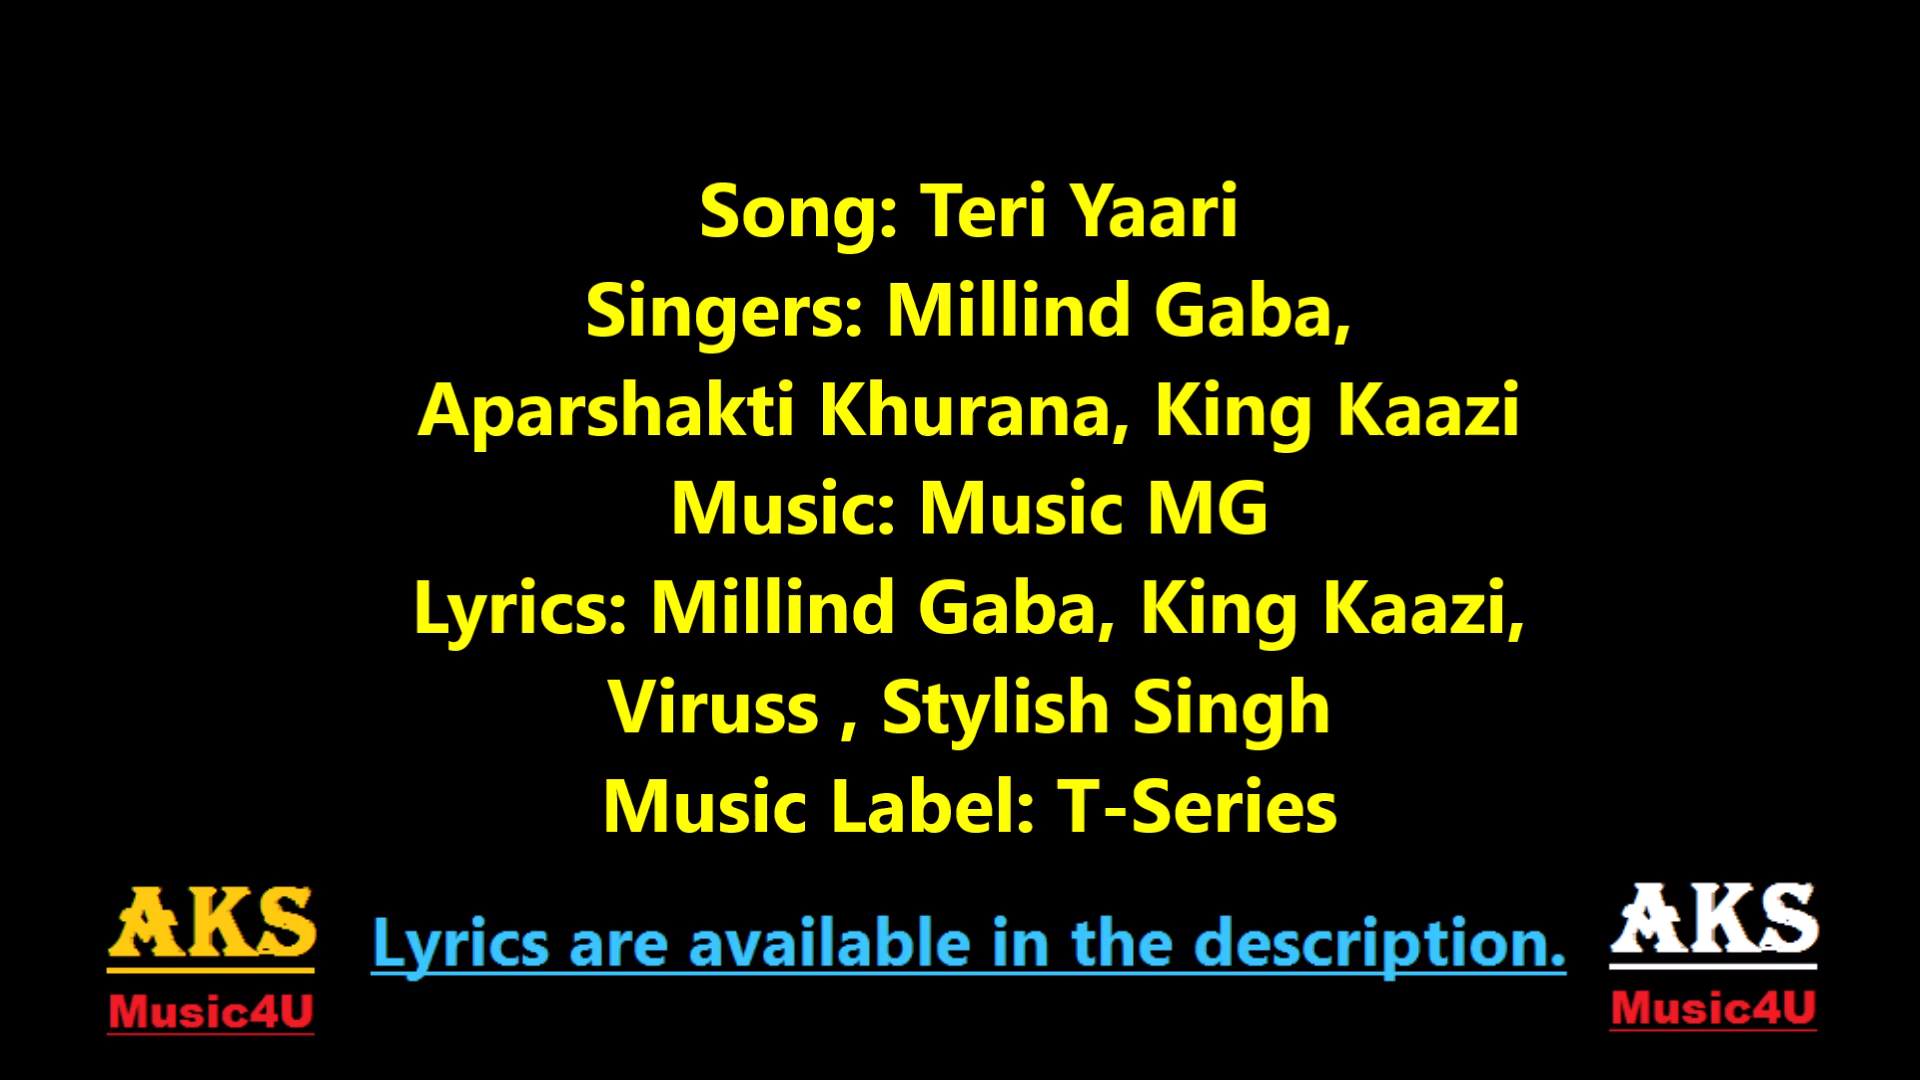 Song: Teri Yaari
Singers: Millind Gaba,
Aparshakti Khurana, King Kaazi
Music: Music MG
Lyrics: Millind Gaba, King Kaazi,
Viruss , Stylish Singh
Music Label: T-Series
AKS
Music4U
Lyrics are available in the description.
AKS
Music4U